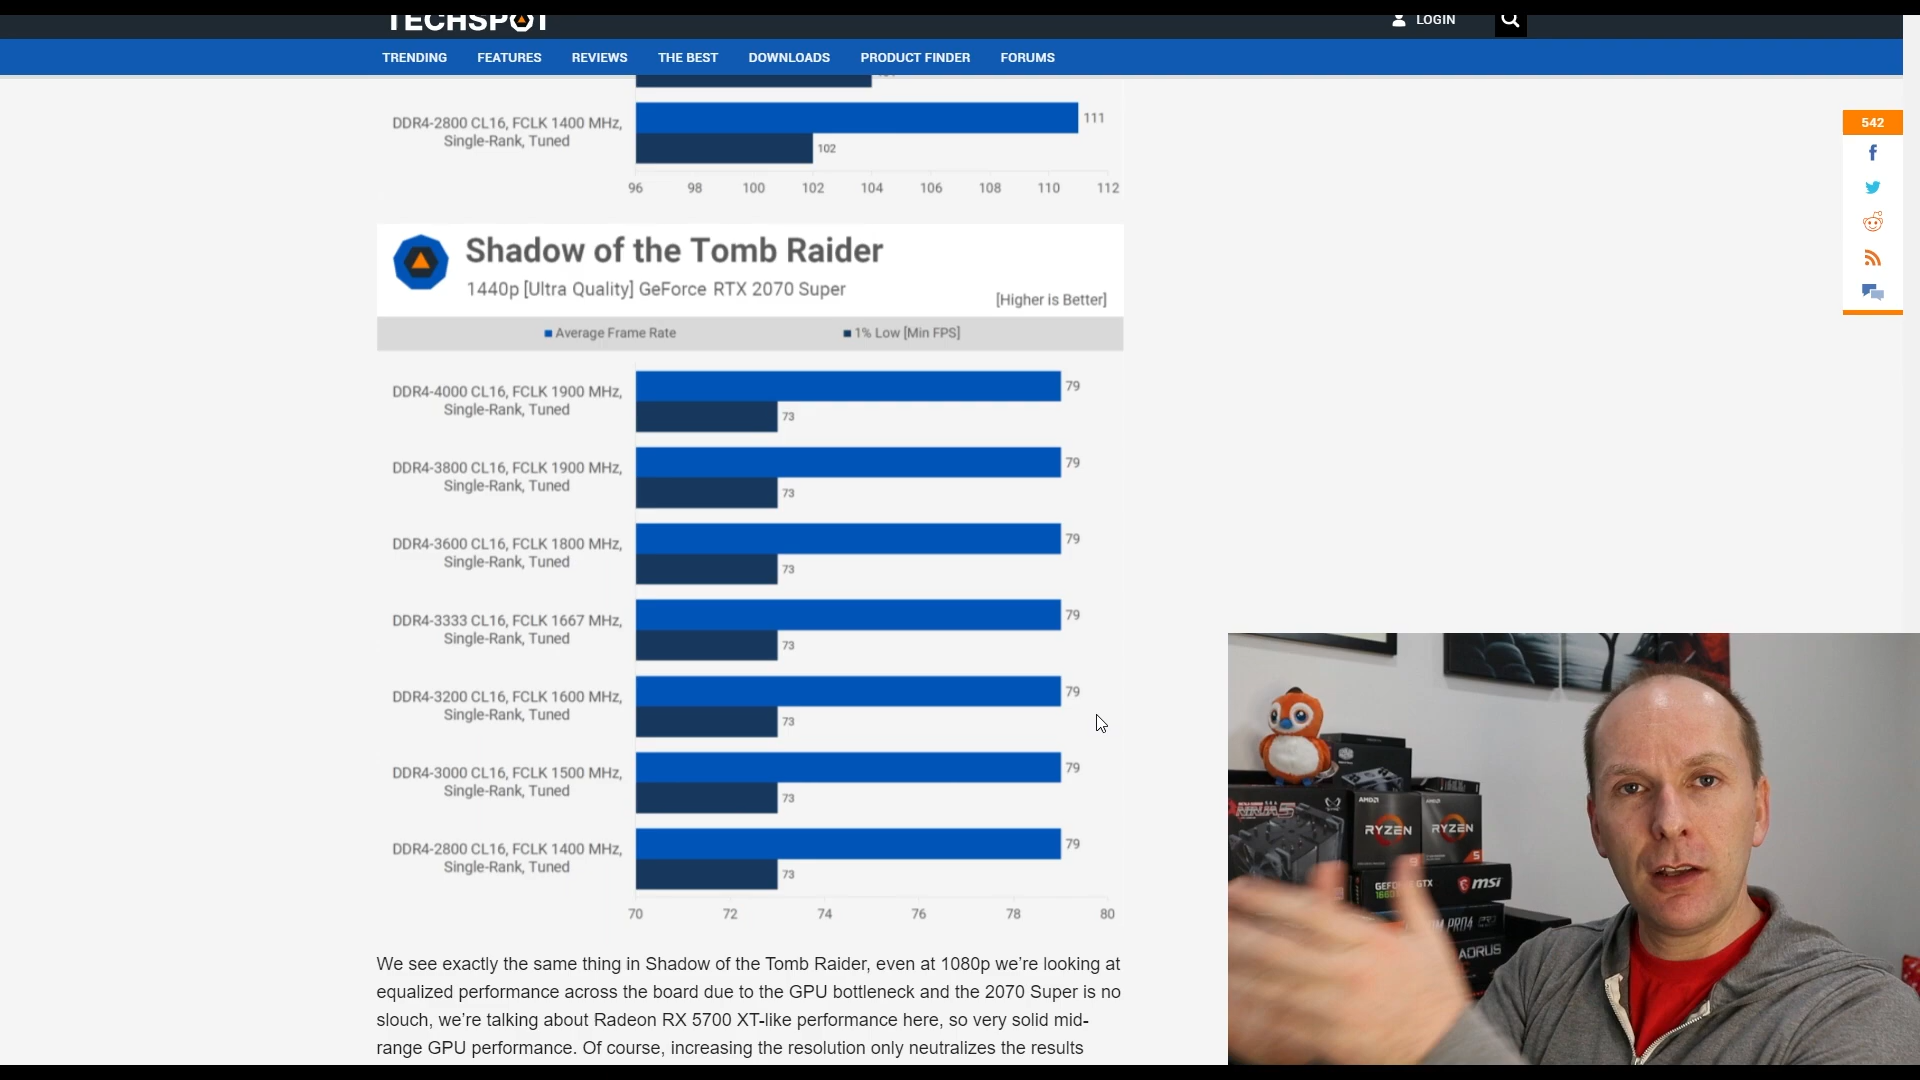 TECHSPOT
LOGIN
TRENDING FEATURES REVIEWS THE BEST DOWNLOADS PRODUCT FINDER FORUMS
DDR4-2800 CL16, FCLK 1400 MHz,
Single-Rank, Tuned
111
102
96 98 100 102 104 106 108 110 112
542
Shadow of the Tomb Raider
1440p [Ultra Quality] GeForce RTX 2070 Super
[Higher is Better]
Average Frame Rate 1% Low [Min FPS]
DDR4-4000 CL16, FCLK 1900 MHz,
Single-Rank, Tuned
79
73
DDR4-3800 CL16, FCLK 1900 MHz,
Single-Rank, Tuned
79
73
DDR4-3600 CL16, FCLK 1800 MHz,
Single-Rank, Tuned
79
73
DDR4-3333 CL16, FCLK 1667 MHz,
Single-Rank, Tuned
79
73
DDR4-3200 CL16, FCLK 1600 MHz,
Single-Rank, Tuned
79
73
DDR4-3000 CL16, FCLK 1500 MHz,
Single-Rank, Tuned
79
73
DDR4-2800 CL16, FCLK 1400 MHz,
Single-Rank, Tuned
79
73
70 72 74 76 78 80
We see exactly the same thing in Shadow of the Tomb Raider, even at 1080p we're looking at
equalized performance across the board due to the GPU bottleneck and the 2070 Super is no
slouch, we're talking about Radeon RX 5700 XT-like performance here, so very solid mid-
range GPU performance. Of course, increasing the resolution only neutralizes the results
NINJA 5
AMD
RYZEN
9
AMD
RYZEN
5
GEFORCE GTX
msi
PRO4
AORUS